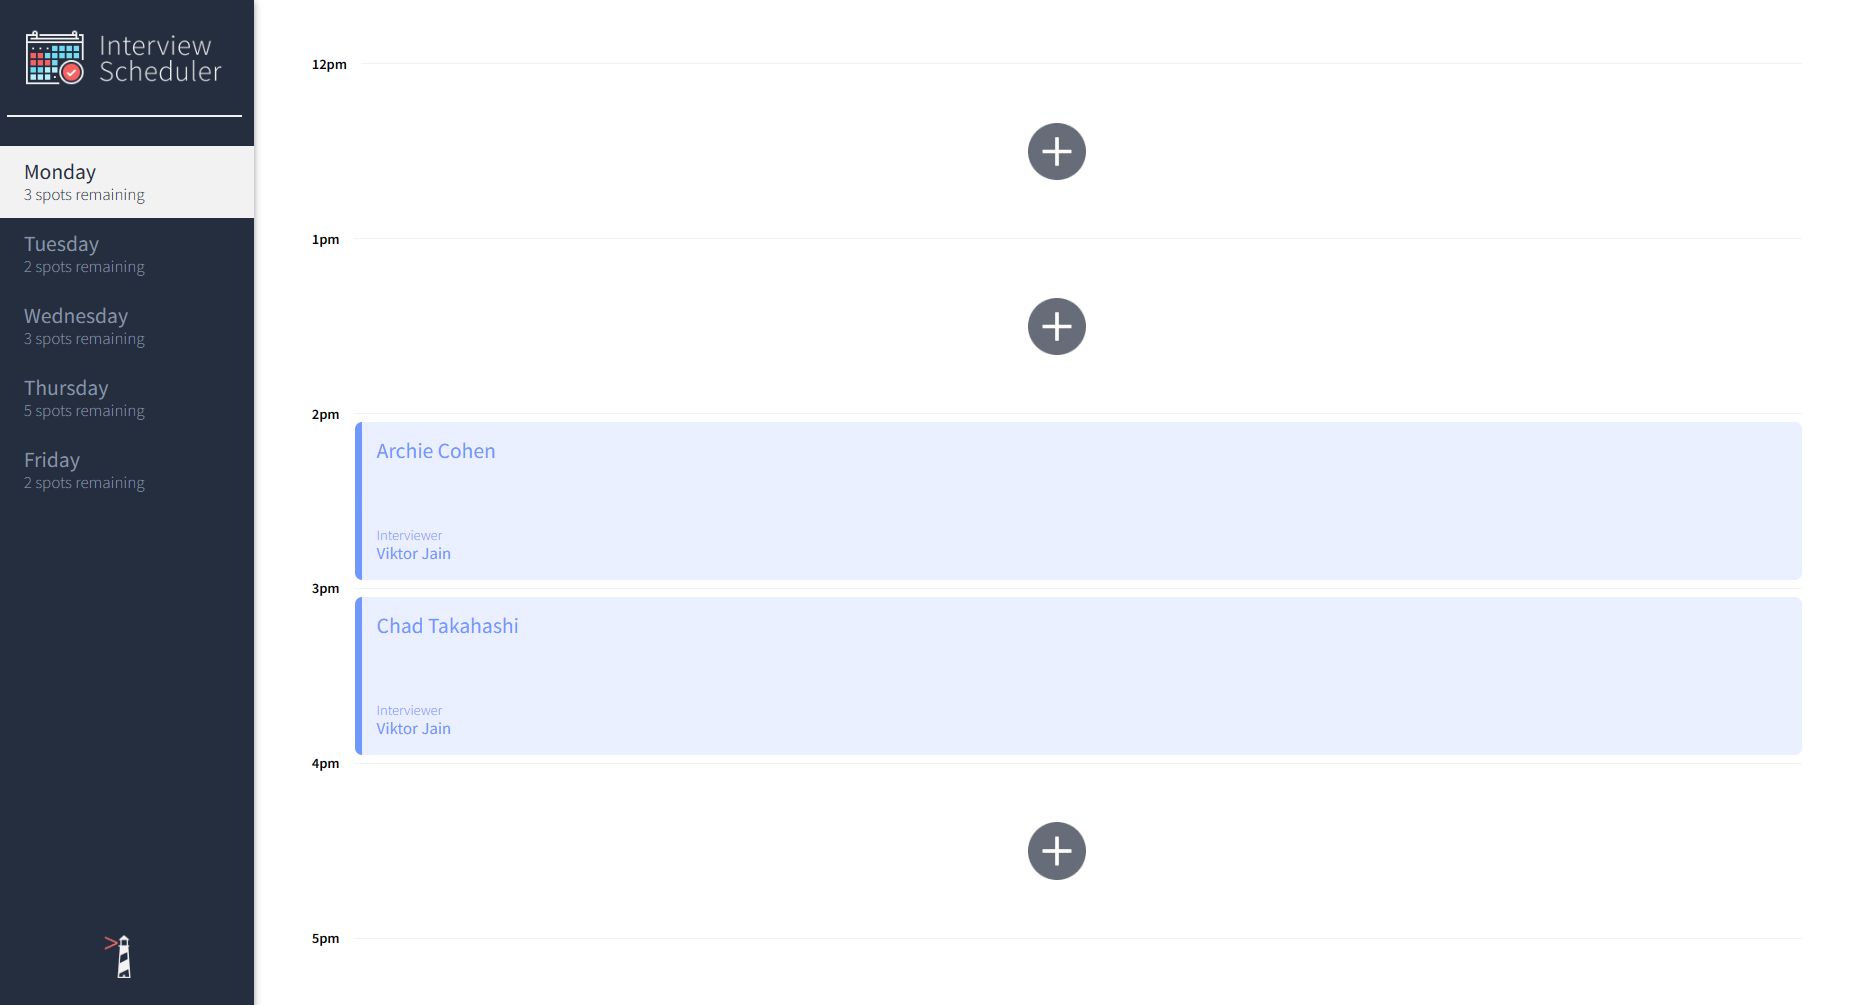 Interview
Scheduler
Monday
3 spots remaining
Tuesday
2 spots remaining
Wednesday
3 spots remaining
Thursday
5 spots remaining
Friday
2 spots remaining
12pm
1pm
2pm
Archie Cohen
Interviewer
Viktor Jain
3pm
Chad Takahashi
Interviewer
Viktor Jain
4pm
5pm